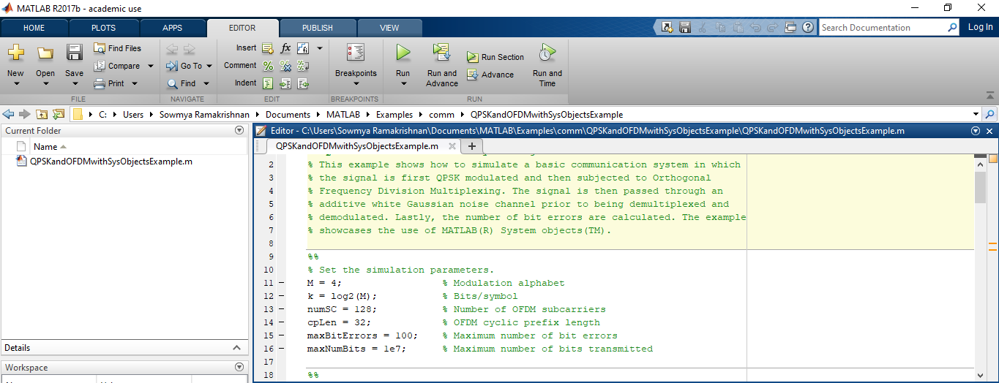 MATLAB R2017b - academic use
HOME PLOTS APPS EDITOR PUBLISH VIEW Search Documentation Log In
New Open Save Find Files Compare Print
Go To Find
Insert fx
Comment
Indent
Breakpoints
Run Run and Advance Run Section Advance Run and Time
FILE NAVIGATE EDIT BREAKPOINTS RUN
C: Users Sowmya Ramakrishnan Documents MATLAB Examples comm QPSKandOFDMwithSysObjectsExample
Current Folder
Name
QPSKandOFDMwithSysObjectsExample.m
Details
Workspace
Editor - C:\Users\Sowmya Ramakrishnan\Documents\MATLAB\Examples\comm\QPSKandOFDMwithSysObjectsExample\QPSKandOFDMwithSysObjectsExample.m
QPSKandOFDMwithSysObjectsExample.m
2 % This example shows how to simulate a basic communication system in which
3 % the signal is first QPSK modulated and then subjected to Orthogonal
4 % Frequency Division Multiplexing. The signal is then passed through an
5 % additive white Gaussian noise channel prior to being demultiplexed and
6 % demodulated. Lastly, the number of bit errors are calculated. The example
7 % showcases the use of MATLAB(R) System objects(TM).
8
9 %%
10 % Set the simulation parameters.
11 – M = 4; % Modulation alphabet
12 – k = log2(M); % Bits/symbol
13 – numSC = 128; % Number of OFDM subcarriers
14 – cpLen = 32; % OFDM cyclic prefix length
15 – maxBitErrors = 100; % Maximum number of bit errors
16 – maxNumBits = 1e7; % Maximum number of bits transmitted
17
18 %%